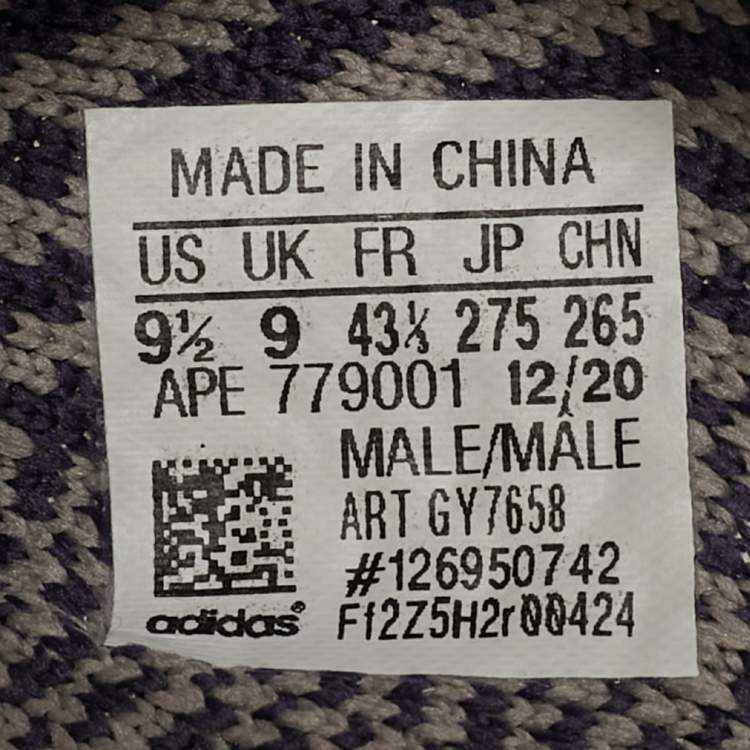 MADE IN CHINA
US UK FR JP CHN
9½ 9 43⅓ 275 265
APE 779001 12/20
MALE/MÂLE
ART GY7658
#126950742
adidas® Ff2Z5H2r00424